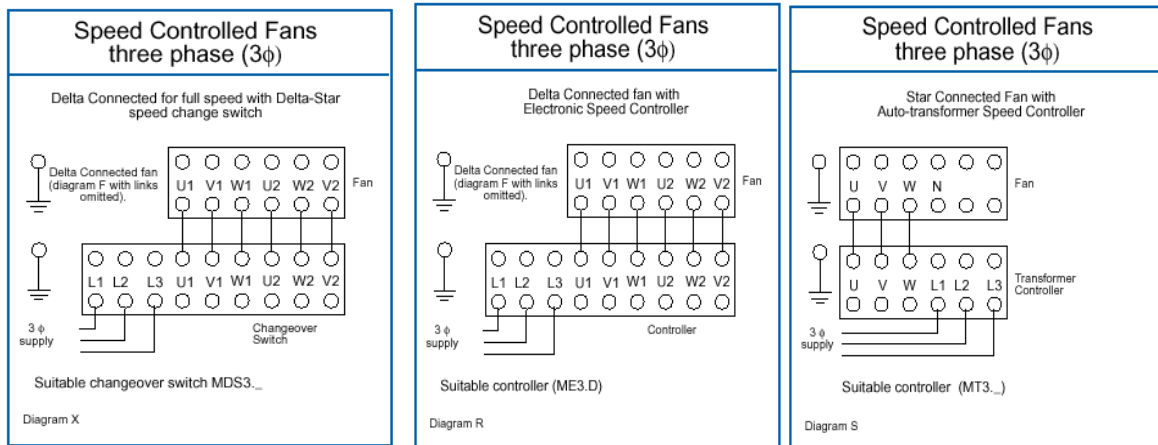 Speed Controlled Fans
three phase (3ϕ)
Delta Connected for full speed with Delta-Star
speed change switch
Delta Connected fan
(diagram F with links
omitted).
U1 V1 W1 U2 W2 V2
Fan
L1 L2 L3 U1 V1 W1 U2 W2 V2
3 ϕ
supply
Changeover
Switch
Suitable changeover switch MDS3._
Diagram X
Speed Controlled Fans
three phase (3ϕ)
Delta Connected fan with
Electronic Speed Controller
Delta Connected fan
(diagram F with links
omitted).
U1 V1 W1 U2 W2 V2
Fan
L1 L2 L3 U1 V1 W1 U2 W2 V2
3 ϕ
supply
Controller
Suitable controller (ME3.D)
Diagram R
Speed Controlled Fans
three phase (3ϕ)
Star Connected Fan with
Auto-transformer Speed Controller
U V W N
Fan
U V W L1 L2 L3
Transformer
Controller
3 ϕ
supply
Suitable controller (MT3._)
Diagram S